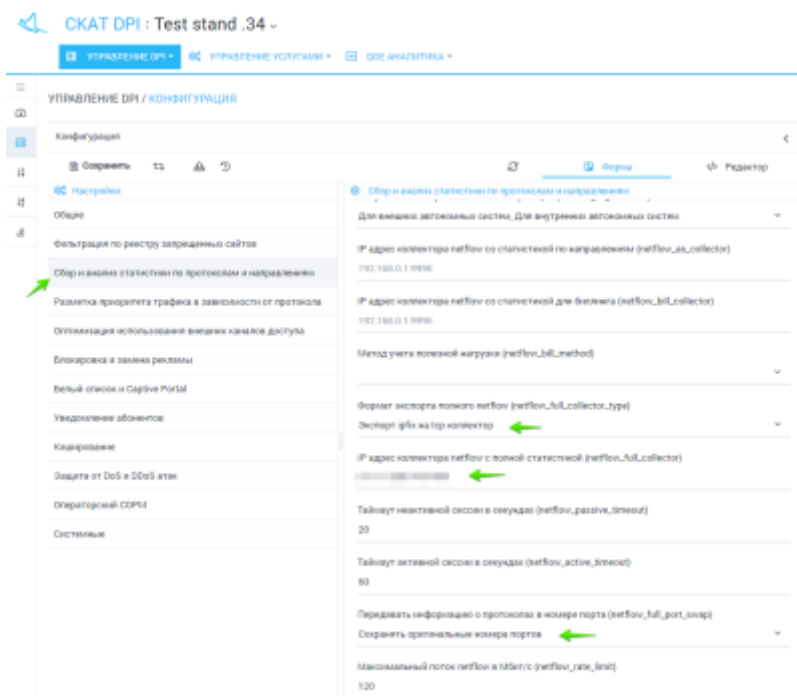 СКАТ DPI : Test stand .34
УПРАВЛЕНИЕ DPI
УПРАВЛЕНИЕ УСЛУГАМИ
QOE АНАЛИТИКА
УПРАВЛЕНИЕ DPI / КОНФИГУРАЦИЯ
Конфигурация
Сохранить
Форма
Редактор
Настройки
Общие
Фильтрация по реестру запрещенных сайтов
Сбор и анализ статистики по протоколам и направлениям
Разметка приоритета трафика в зависимости от протокола
Оптимизация использования внешних каналов доступа
Блокировка и замена рекламы
Белый список и Captive Portal
Уведомление абонентов
Кэширование
Защита от DoS и DDoS атак
Операторский СОРМ
Системные
Сбор и анализ статистики по протоколам и направлениям
Для внешних автономных систем, Для внутренних автономных систем
IP адрес коллектора netflow со статистикой по направлениям (netflow_as_collector)
192.168.0.1:9998
IP адрес коллектора netflow со статистикой для биллинга (netflow_bill_collector)
192.168.0.1:9996
Метод учета полезной нагрузки (netflow_bill_method)
Формат экспорта полного netflow (netflow_full_collector_type)
Экспорт ipfix на tcp коллектор
IP адрес коллектора netflow с полной статистикой (netflow_full_collector)
Таймаут неактивной сессии в секундах (netflow_passive_timeout)
20
Таймаут активной сессии в секундах (netflow_active_timeout)
60
Передавать информацию о протоколах в номере порта (netflow_full_port_swap)
Сохранять оригинальные номера портов
Максимальный поток netflow в Мбит/с (netflow_rate_limit)
120